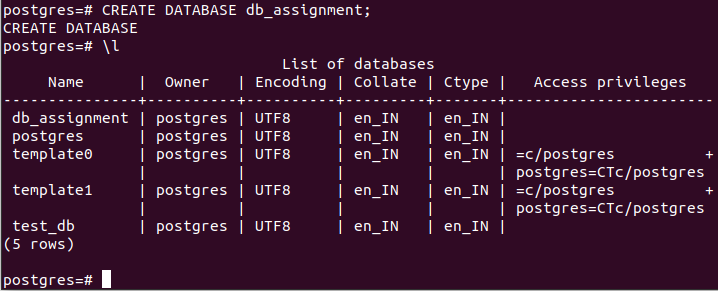 postgres=# CREATE DATABASE db_assignment;
CREATE DATABASE
postgres=# \l
                                  List of databases
     Name      |  Owner   | Encoding | Collate | Ctype |   Access privileges   
---------------+----------+----------+---------+-------+-----------------------
 db_assignment | postgres | UTF8     | en_IN   | en_IN | 
 postgres      | postgres | UTF8     | en_IN   | en_IN | 
 template0     | postgres | UTF8     | en_IN   | en_IN | =c/postgres          +
               |          |          |         |       | postgres=CTc/postgres
 template1     | postgres | UTF8     | en_IN   | en_IN | =c/postgres          +
               |          |          |         |       | postgres=CTc/postgres
 test_db       | postgres | UTF8     | en_IN   | en_IN | 
(5 rows)

postgres=#